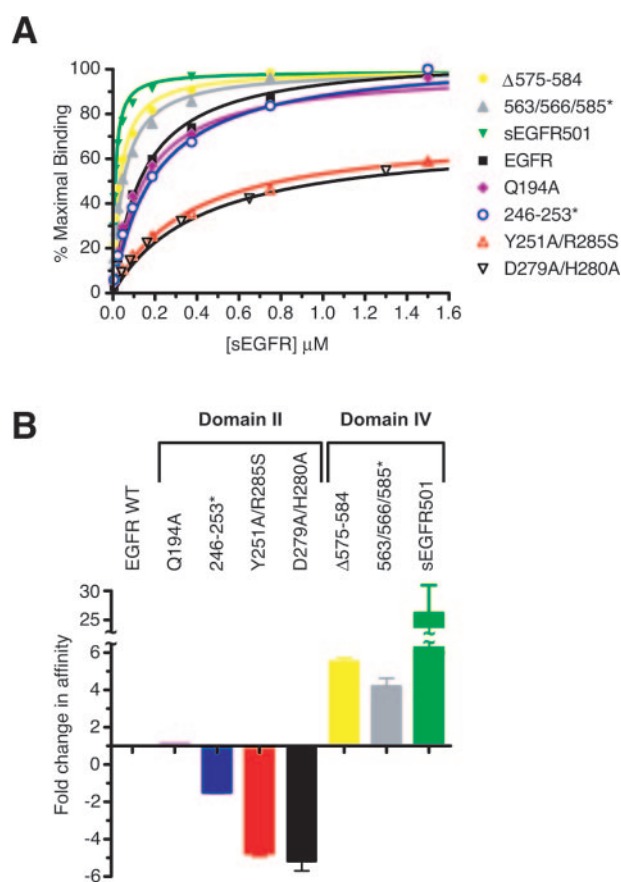 A
% Maximal Binding
100
80
60
40
20
0
0.0 0.2 0.4 0.6 0.8 1.0 1.2 1.4 1.6
[sEGFR] μM
Δ575-584
563/566/585*
sEGFR501
EGFR
Q194A
246-253*
Y251A/R285S
D279A/H280A
B
Domain II Domain IV
EGFR WT
Q194A
246-253*
Y251A/R285S
D279A/H280A
Δ575-584
563/566/585*
sEGFR501
Fold change in affinity
30
25
6
4
2
0
-2
-4
-6